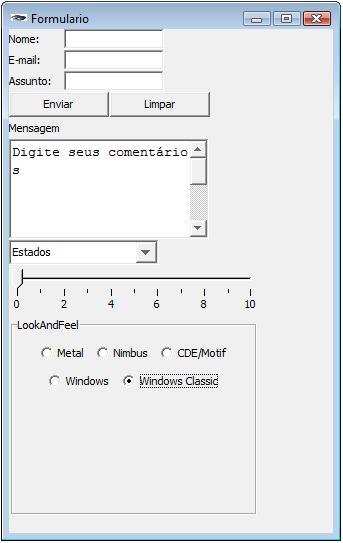 Formulario
Nome:
E-mail:
Assunto:
Enviar Limpar
Mensagem
Digite seus comentário
s
Estados
0 2 4 6 8 10
LookAndFeel
Metal Nimbus CDE/Motif
Windows Windows Classic